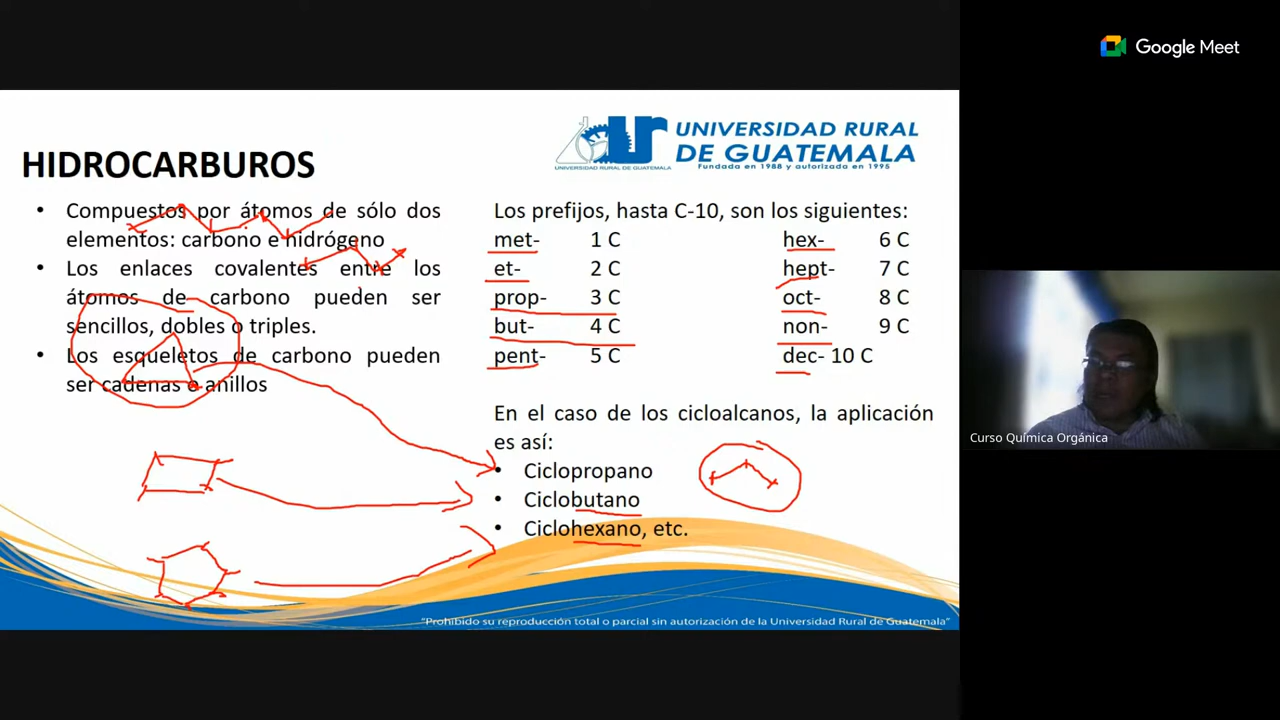 Google Meet
UNIVERSIDAD RURAL
DE GUATEMALA
Fundada en 1988 y autorizada en 1995
UNIVERSIDAD RURAL DE GUATEMALA
HIDROCARBUROS
• Compuestos por átomos de sólo dos
elementos: carbono e hidrógeno
• Los enlaces covalentes entre los
átomos de carbono pueden ser
sencillos, dobles o triples.
• Los esqueletos de carbono pueden
ser cadenas o anillos
Los prefijos, hasta C-10, son los siguientes:
met- 1 C hex- 6 C
et- 2 C hept- 7 C
prop- 3 C oct- 8 C
but- 4 C non- 9 C
pent- 5 C dec- 10 C
En el caso de los cicloalcanos, la aplicación
es así:
• Ciclopropano
• Ciclobutano
• Ciclohexano, etc.
"Prohibido su reproducción total o parcial sin autorización de la Universidad Rural de Guatemala"
Curso Química Orgánica